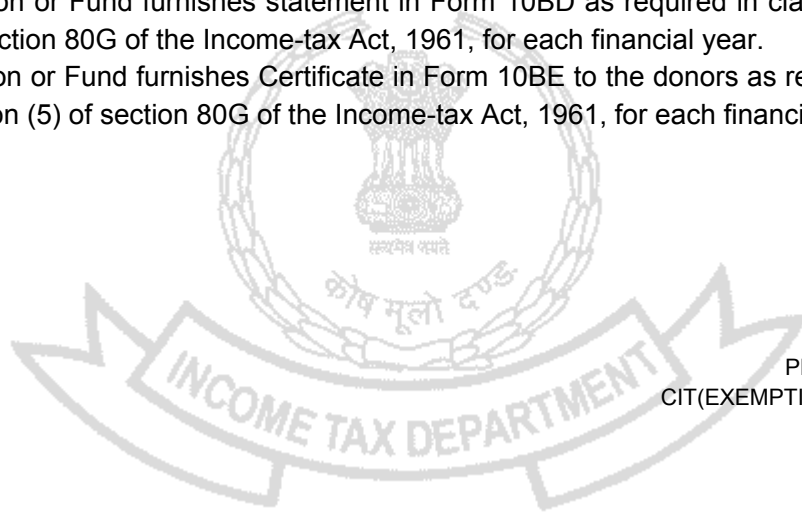 on or Fund furnishes statement in Form 10BD as required in cla
ection 80G of the Income-tax Act, 1961, for each financial year.
on or Fund furnishes Certificate in Form 10BE to the donors as re
on (5) of section 80G of the Income-tax Act, 1961, for each financi
सत्यमेव जयते
कोष मूलो दण्डः
INCOME TAX DEPARTMENT
P
CIT(EXEMPTI